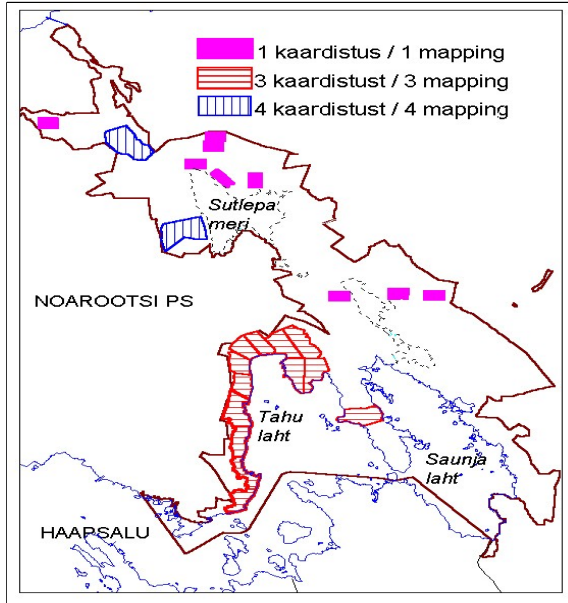 1 kaardistus / 1 mapping
3 kaardistust / 3 mapping
4 kaardistust / 4 mapping
Sutlepa
meri
NOAROOTSI PS
Tahu
laht
Saunja
laht
HAAPSALU